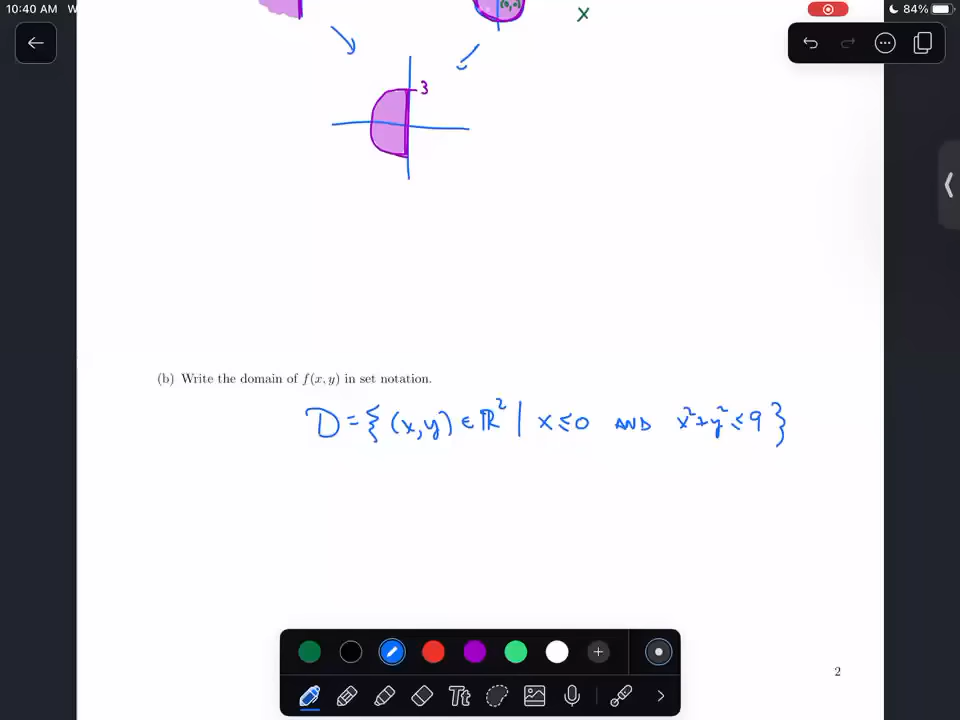 10:40 AM W 84%
x
3
(b) Write the domain of f(x, y) in set notation.
D = { (x,y) ∈ ℝ² | x ≤ 0 AND x² + y² ≤ 9 }
Tt
2